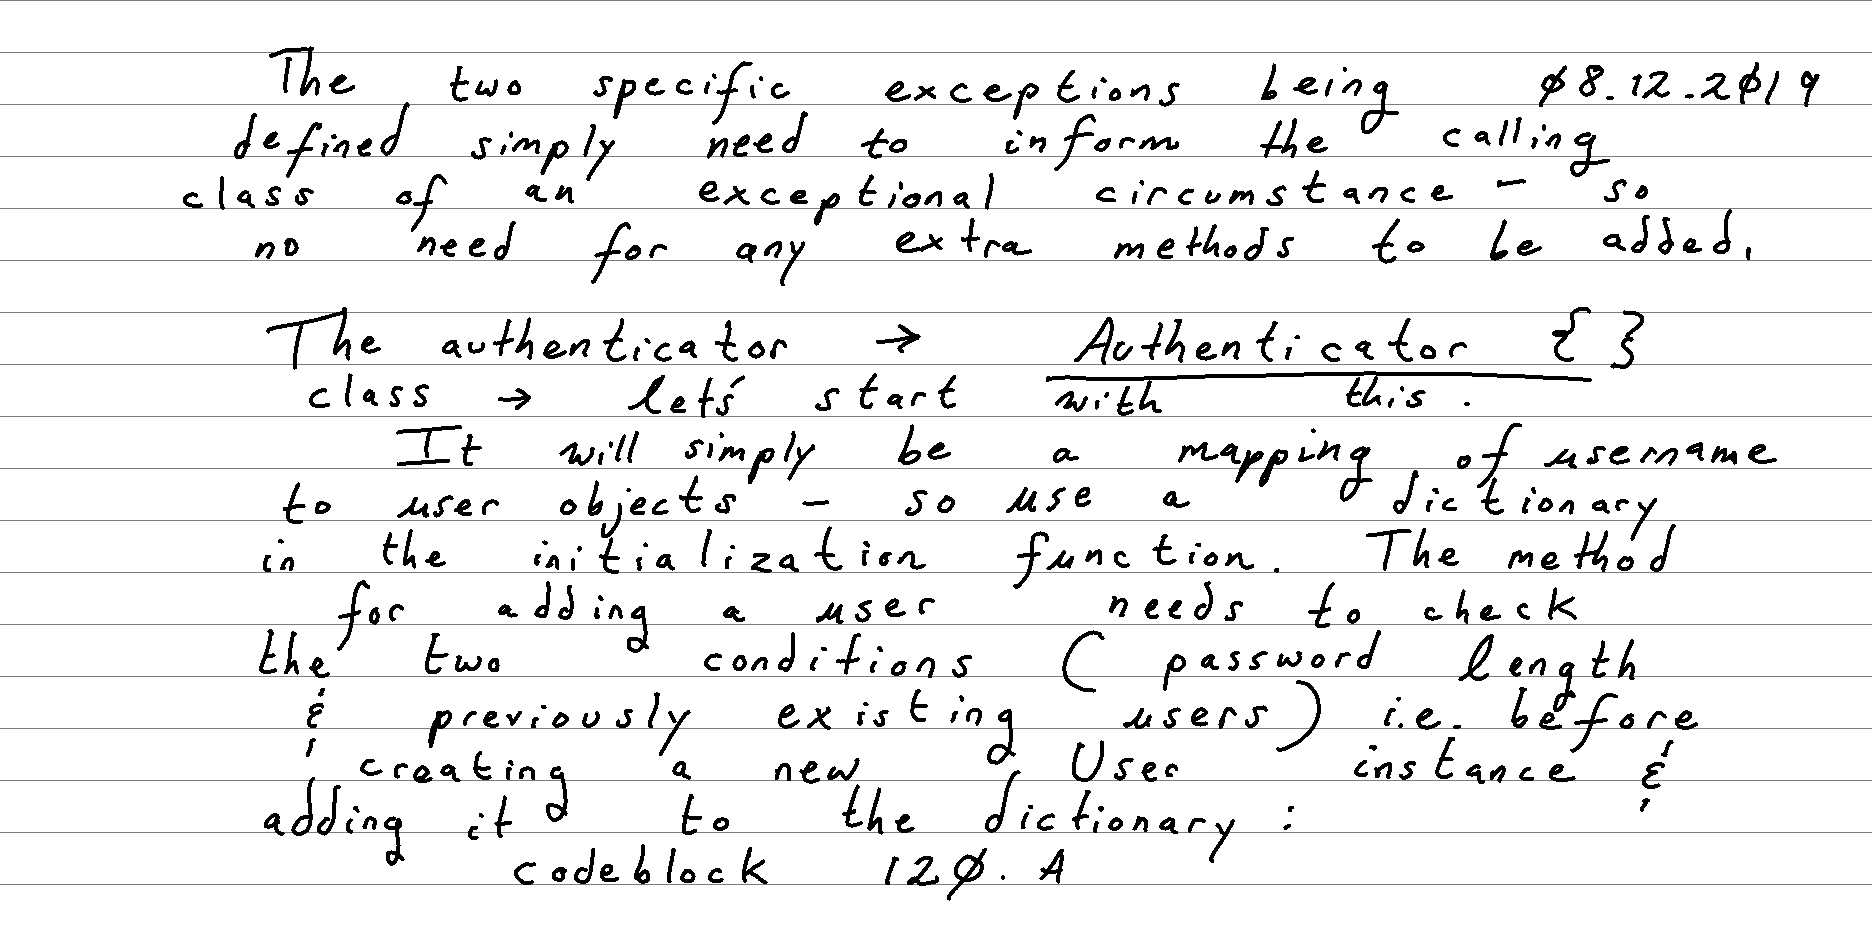 The two specific exceptions being 08.12.2019
defined simply need to inform the calling
class of an exceptional circumstance - so
no need for any extra methods to be added.
The authenticator → Authenticator { }
class → let's start with this.
It will simply be a mapping of username
to user objects - so use a dictionary
in the initialization function. The method
for adding a user needs to check
the two conditions ( password length
& previously existing users) i.e. before
creating a new User instance &
adding it to the dictionary :
codeblock 120. A